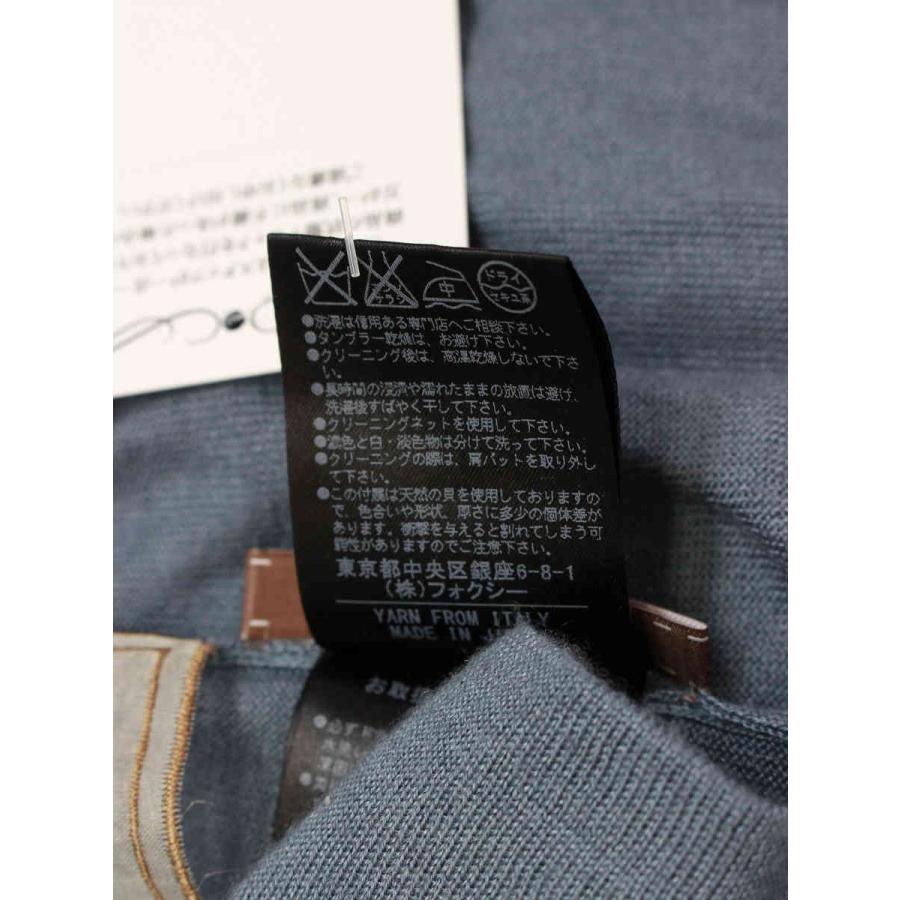 エンソ
サラシ
中
ドライ
セキユ系
●洗濯は信用ある専門店へご相談下さい。
●タンブラー乾燥は、お避け下さい。
●クリーニング後は、高温乾燥しないで下さ
い。
●長時間の浸漬や濡れたままの放置は避け、
洗濯後すばやく干して下さい。
●クリーニングネットを使用して下さい。
●濃色と白・淡色物は分けて洗って下さい。
●クリーニングの際は、肩パットを取り外し
て下さい。
●この付属は天然の貝を使用しておりますの
で、色合いや形状、厚さに多少の個体差が
あります。衝撃を与えると割れてしまう可
能性がありますのでご注意下さい。
東京都中央区銀座6-8-1
(株)フォクシー
YARN FROM ITALY
MADE IN J
お取
●必ず